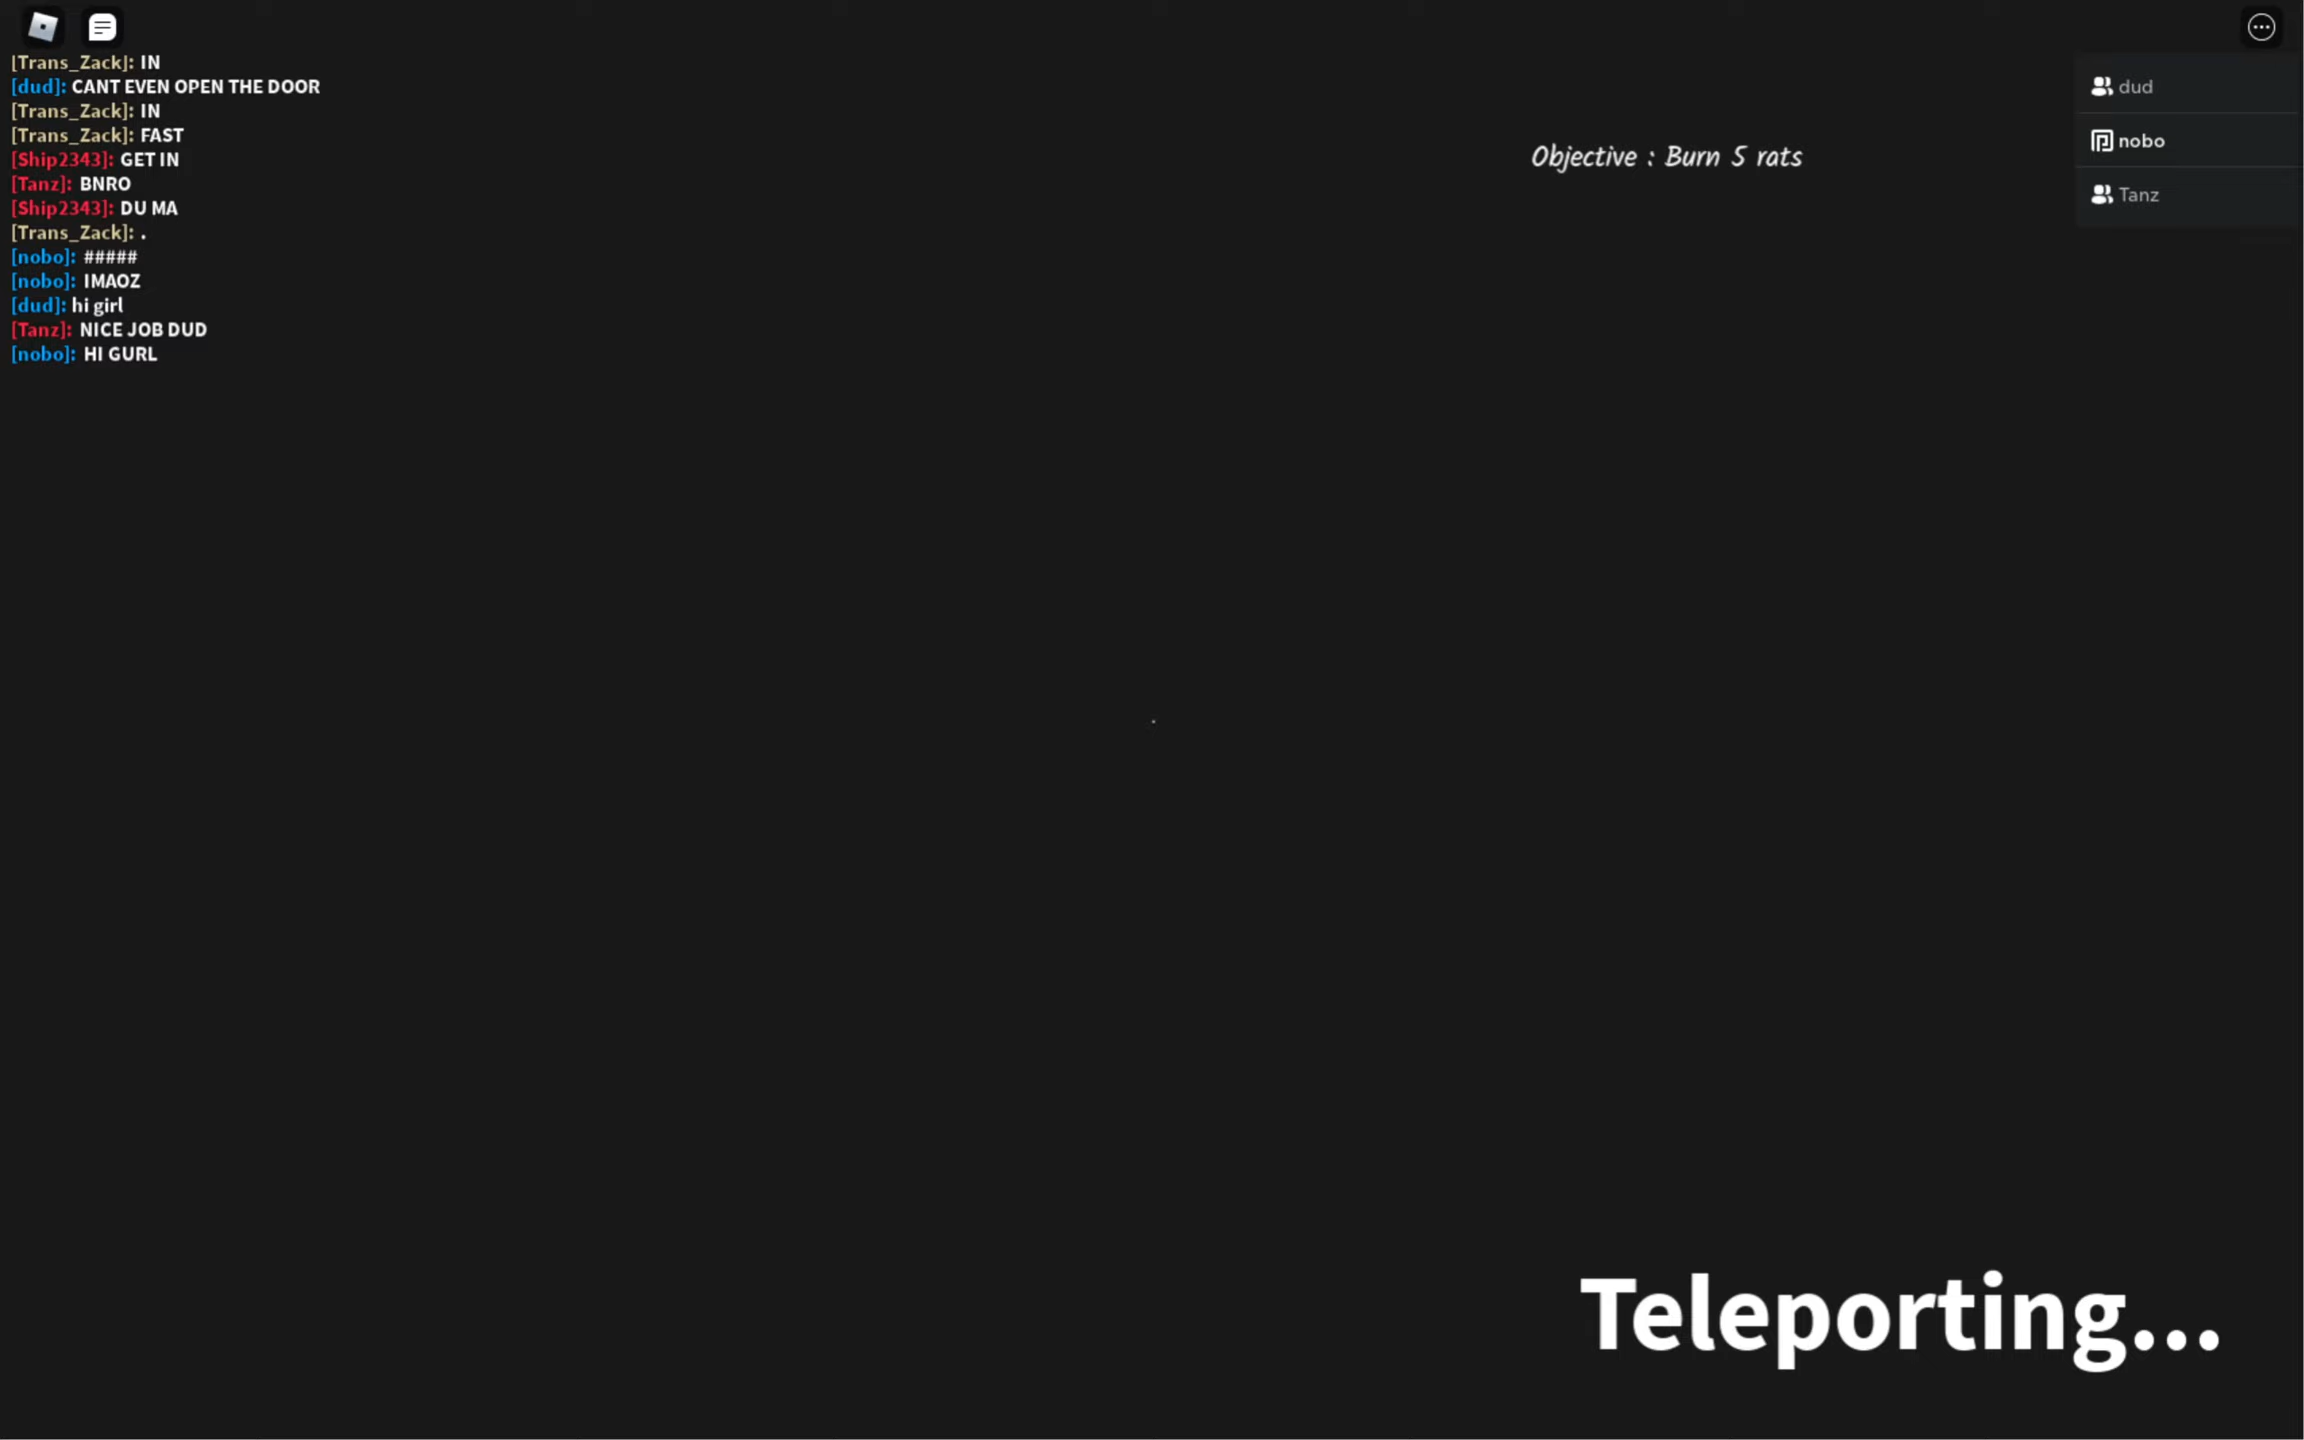 [Trans_Zack]: IN
[dud]: CANT EVEN OPEN THE DOOR
[Trans_Zack]: IN
[Trans_Zack]: FAST
[Ship2343]: GET IN
[Tanz]: BNRO
[Ship2343]: DU MA
[Trans_Zack]: .
[nobo]: #####
[nobo]: IMAOZ
[dud]: hi girl
[Tanz]: NICE JOB DUD
[nobo]: HI GURL
Objective : Burn 5 rats
dud
nobo
Tanz
Teleporting...